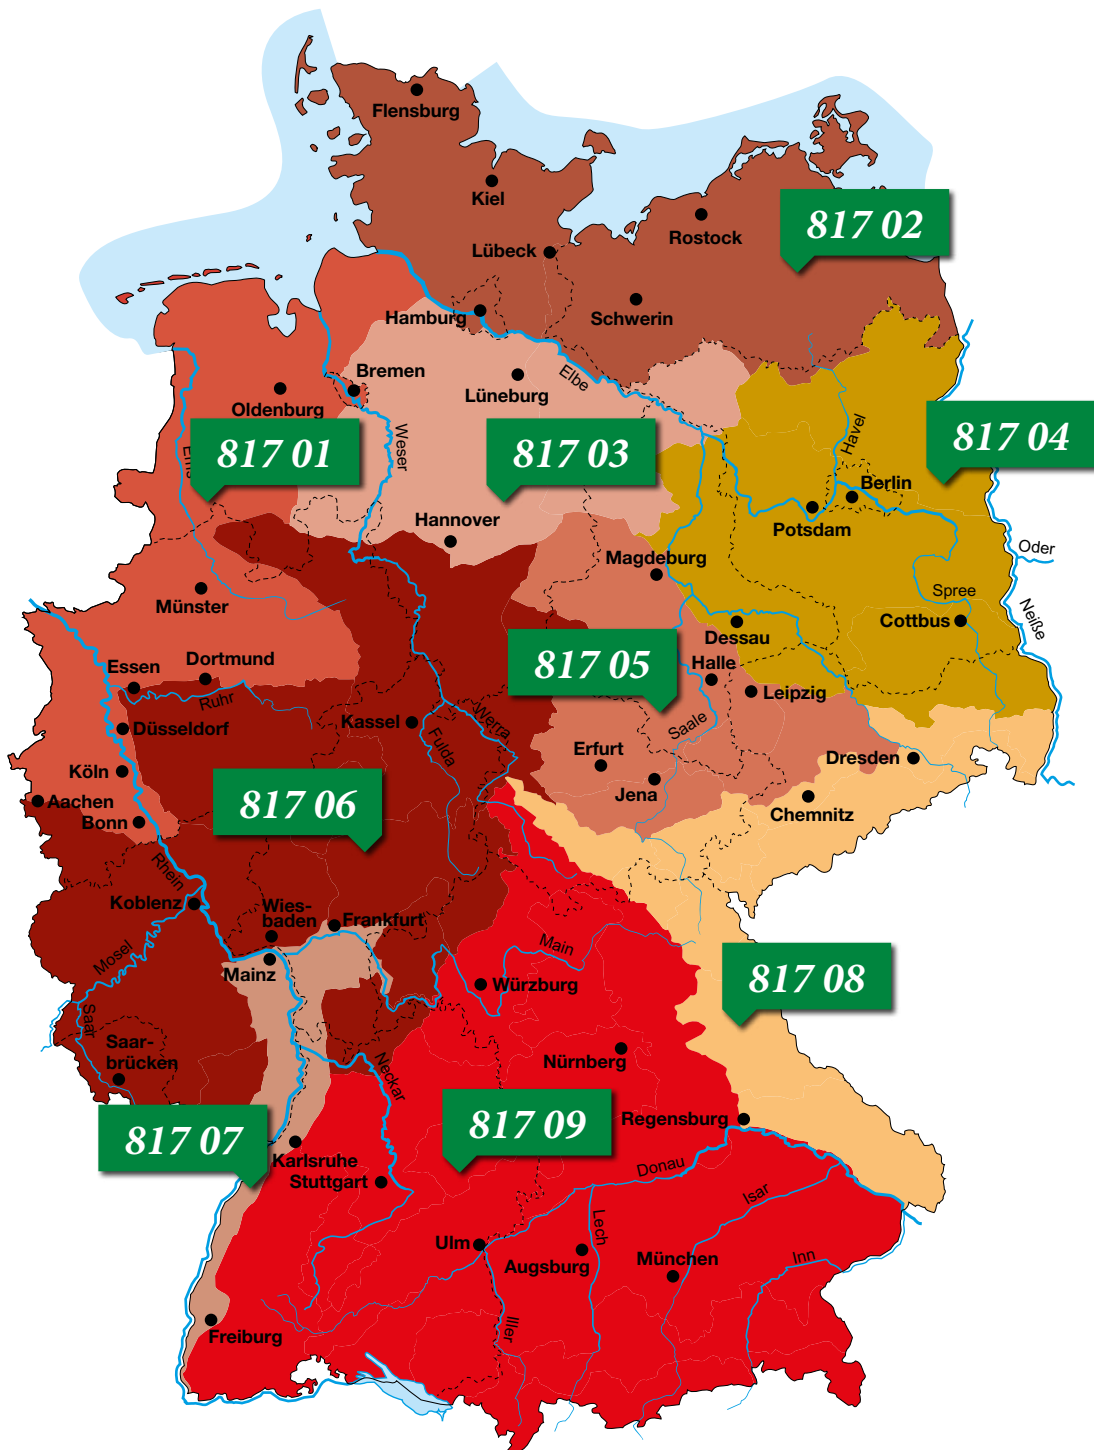 Flensburg
Kiel
Lübeck
Rostock
817 02
Hamburg
Schwerin
Bremen
Elbe
Lüneburg
Oldenburg
817 01
Ems
Weser
817 03
Havel
817 04
Berlin
Hannover
Potsdam
Magdeburg
Oder
Münster
Spree
Neiße
Cottbus
Dessau
817 05
Halle
Essen
Dortmund
Leipzig
Ruhr
Düsseldorf
Kassel
Werra
Saale
Fulda
Erfurt
Dresden
Köln
Jena
Aachen
817 06
Bonn
Chemnitz
Rhein
Koblenz
Wies-
baden
Frankfurt
Main
Mosel
Mainz
817 08
Würzburg
Saar
Saar-
brücken
Nürnberg
Neckar
817 07
817 09
Regensburg
Karlsruhe
Stuttgart
Donau
Isar
Lech
Ulm
Augsburg
München
Inn
Iller
Freiburg